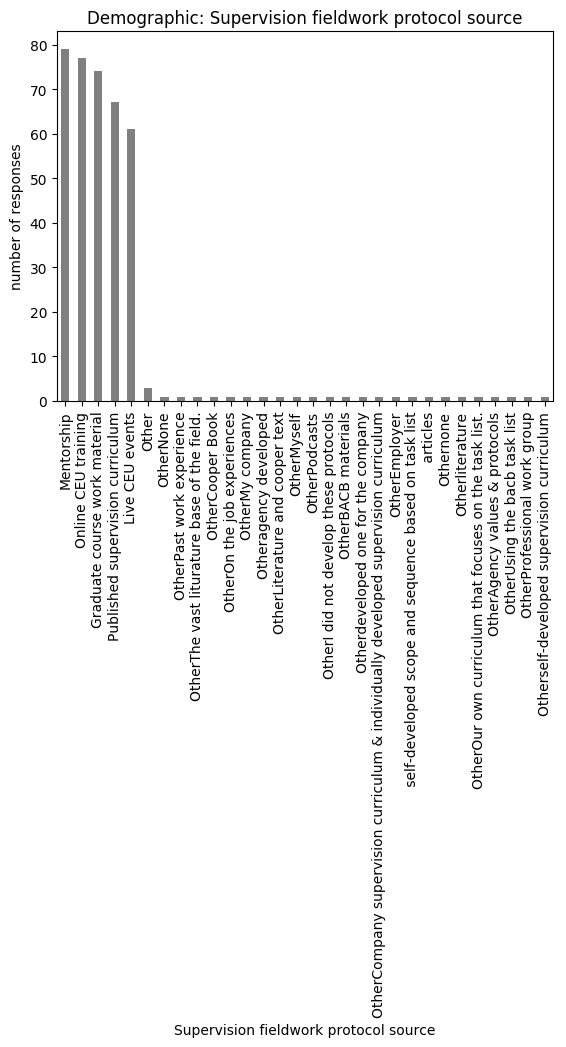 Demographic: Supervision fieldwork protocol source
number of responses
80
70
60
50
40
30
20
10
0
Mentorship
Online CEU training
Graduate course work material
Published supervision curriculum
Live CEU events
Other
OtherNone
OtherPast work experience
OtherThe vast liturature base of the field.
OtherCooper Book
OtherOn the job experiences
OtherMy company
Otheragency developed
OtherLiterature and cooper text
OtherMyself
OtherPodcasts
OtherI did not develop these protocols
OtherBACB materials
Otherdeveloped one for the company
OtherCompany supervision curriculum & individually developed supervision curriculum
OtherEmployer
self-developed scope and sequence based on task list
articles
Othernone
Otherliterature
OtherOur own curriculum that focuses on the task list.
OtherAgency values & protocols
OtherUsing the bacb task list
OtherProfessional work group
Otherself-developed supervision curriculum
Supervision fieldwork protocol source